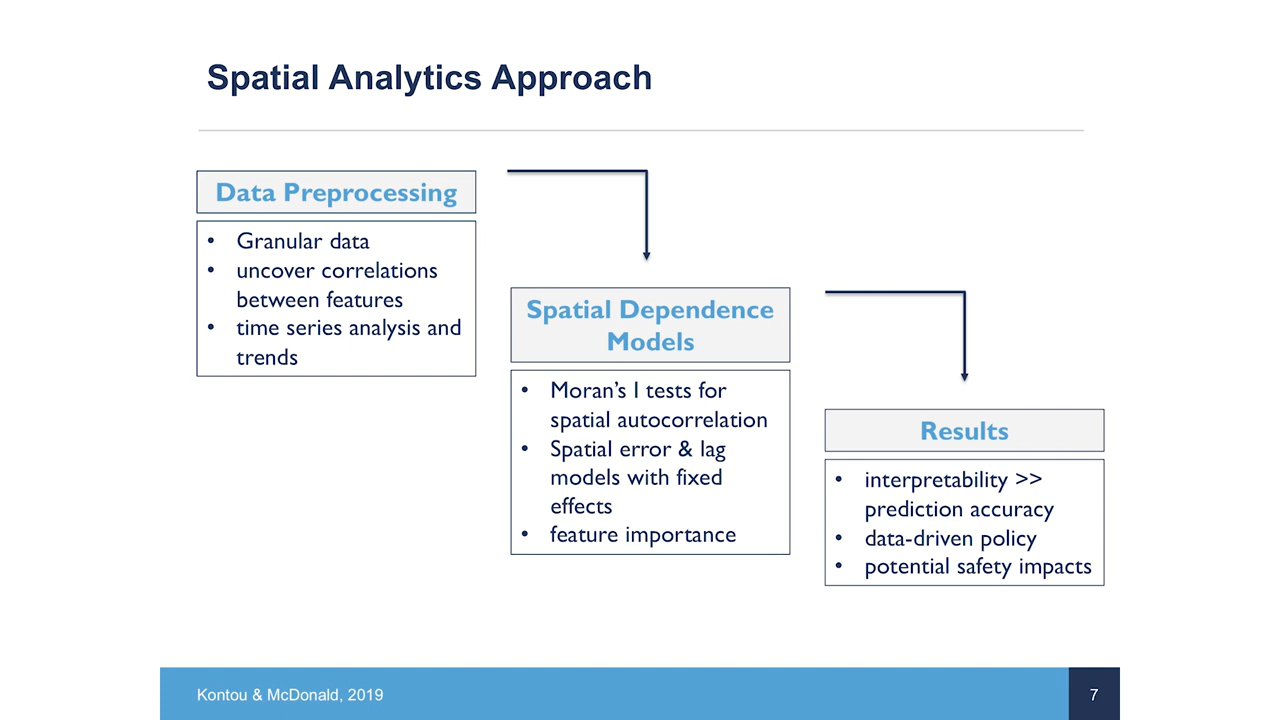 Spatial Analytics Approach
Data Preprocessing
• Granular data
• uncover correlations
between features
• time series analysis and
trends
Spatial Dependence
Models
• Moran's I tests for
spatial autocorrelation
• Spatial error & lag
models with fixed
effects
• feature importance
Results
• interpretability >>
prediction accuracy
• data-driven policy
• potential safety impacts
Kontou & McDonald, 2019
7